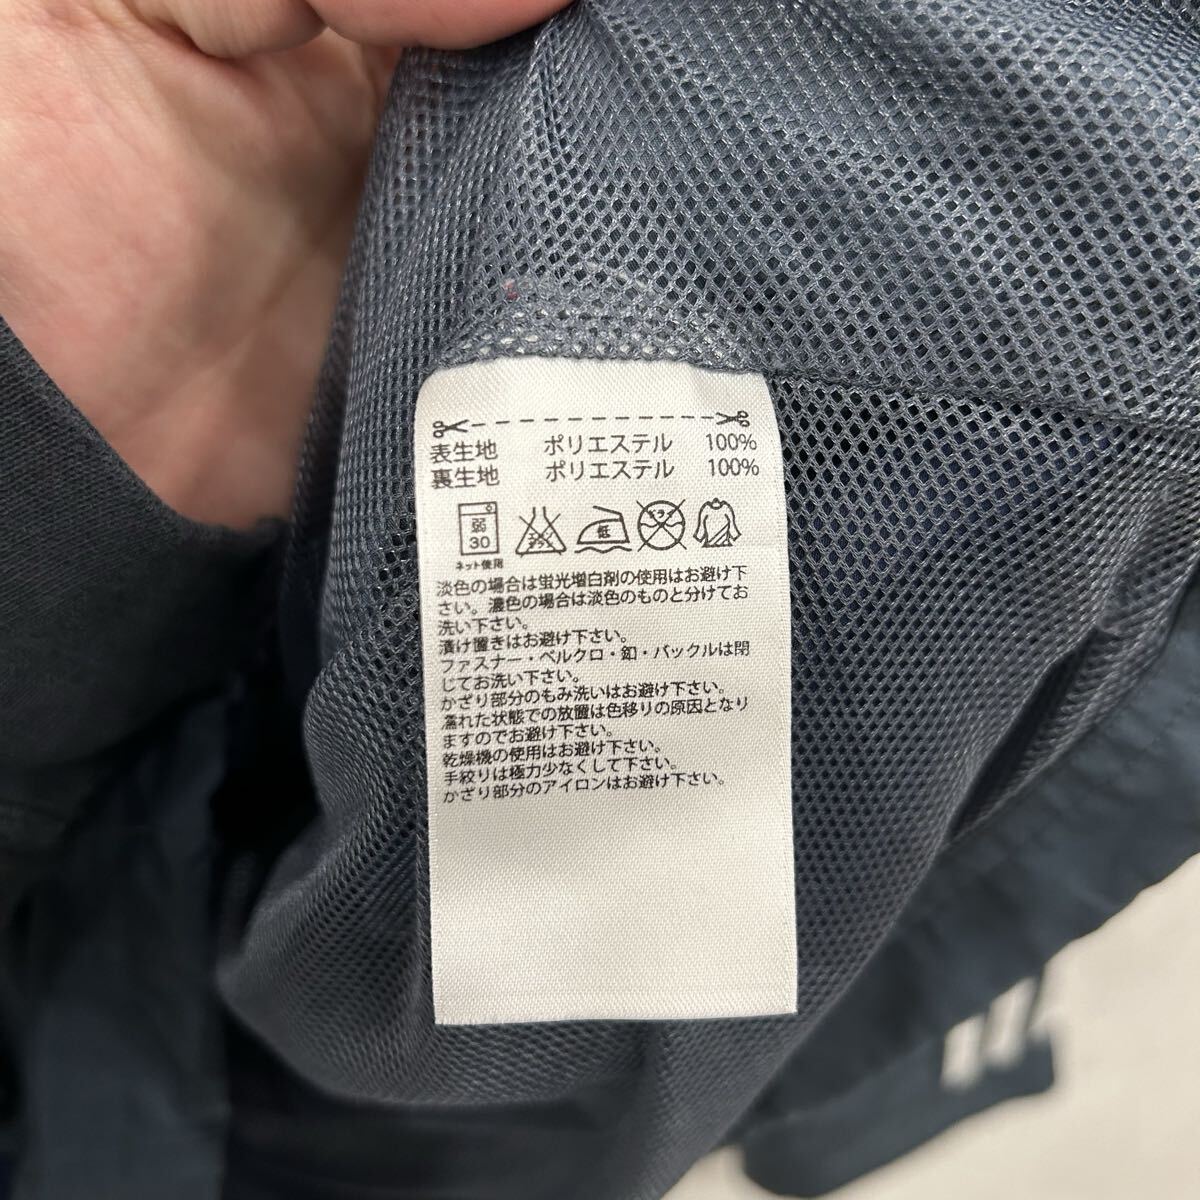 表生地 ポリエステル 100%
裏生地 ポリエステル 100%
弱
30
エンソサラシ
低
ドライ
ネット使用
淡色の場合は蛍光増白剤の使用はお避け下
さい。濃色の場合は淡色のものと分けてお
洗い下さい。
漬け置きはお避け下さい。
ファスナー・ベルクロ・釦・バックルは閉
じてお洗い下さい。
かざり部分のもみ洗いはお避け下さい。
濡れた状態での放置は色移りの原因となり
ますのでお避け下さい。
乾燥機の使用はお避け下さい。
手絞りは極力少なくして下さい。
かざり部分のアイロンはお避け下さい。